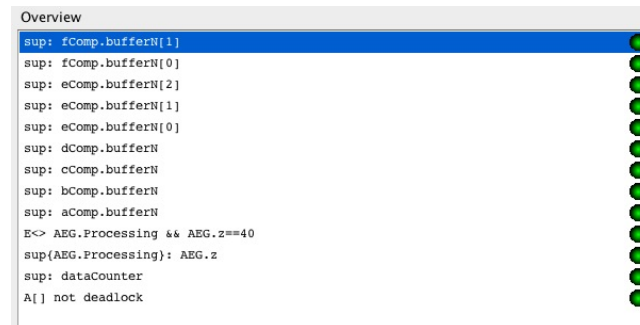 Overview
sup: fComp.bufferN[1]
sup: fComp.bufferN[0]
sup: eComp.bufferN[2]
sup: eComp.bufferN[1]
sup: eComp.bufferN[0]
sup: dComp.bufferN
sup: cComp.bufferN
sup: bComp.bufferN
sup: aComp.bufferN
E<> AEG.Processing && AEG.z==40
sup{AEG.Processing}: AEG.z
sup: dataCounter
A[] not deadlock